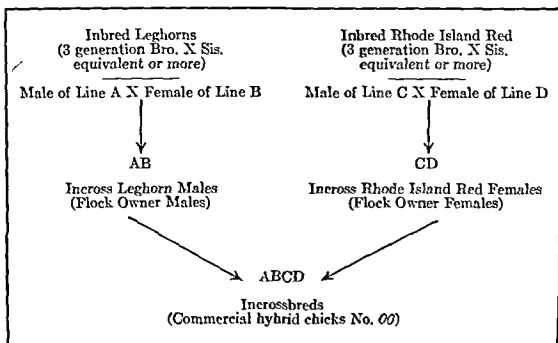 Inbred Leghorns
(3 generation Bro. X Sis.
equivalent or more)
Male of Line A X Female of Line B
AB
Incross Leghorn Males
(Flock Owner Males)
Inbred Rhode Island Red
(3 generation Bro. X Sis.
equivalent or more)
Male of Line C X Female of Line D
CD
Incross Rhode Island Red Females
(Flock Owner Females)
ABCD
Incrossbreds
(Commercial hybrid chicks No. 00)